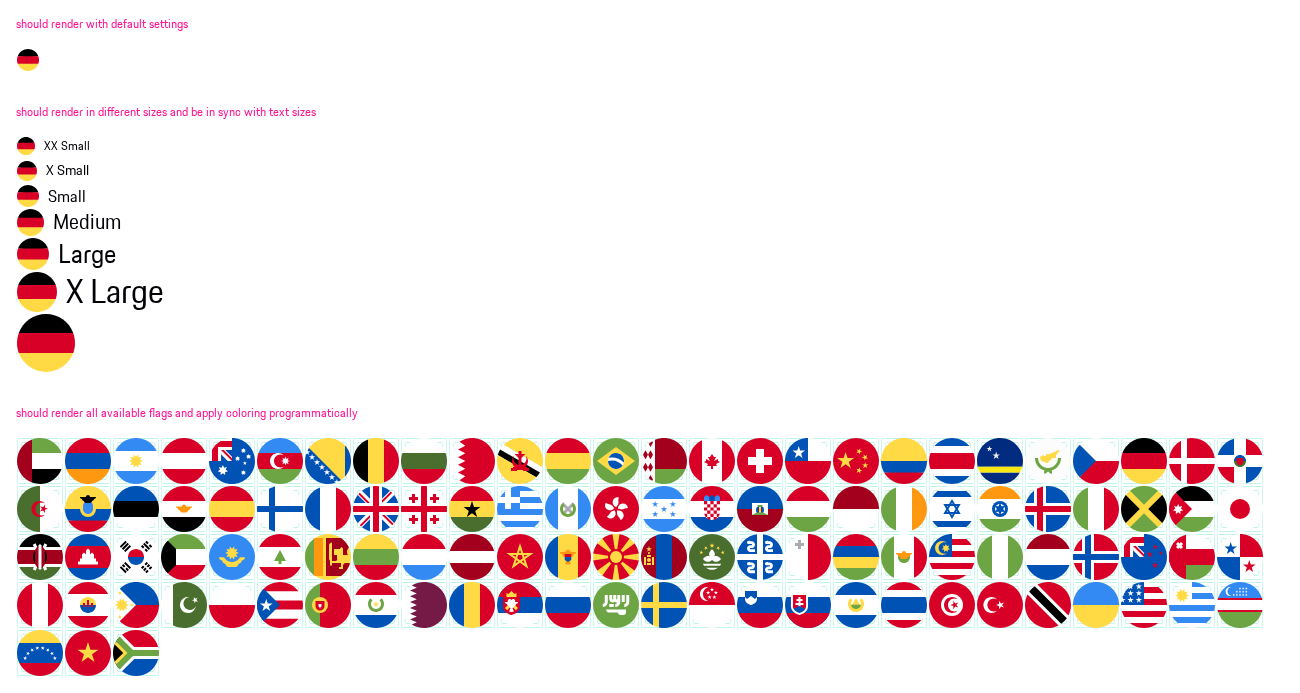 should render with default settings
should render in different sizes and be in sync with text sizes
XX Small
X Small
Small
Medium
Large
X Large
should render all available flags and apply coloring programmatically